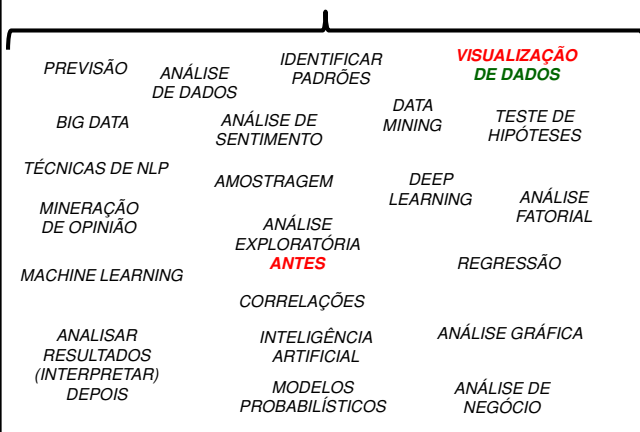 PREVISÃO
ANÁLISE
DE DADOS
IDENTIFICAR
PADRÕES
VISUALIZAÇÃO
DE DADOS
BIG DATA
ANÁLISE DE
SENTIMENTO
DATA
MINING
TESTE DE
HIPÓTESES
TÉCNICAS DE NLP
AMOSTRAGEM
DEEP
LEARNING
ANÁLISE
FATORIAL
MINERAÇÃO
DE OPINIÃO
ANÁLISE
EXPLORATÓRIA
ANTES
REGRESSÃO
MACHINE LEARNING
CORRELAÇÕES
ANALISAR
RESULTADOS
(INTERPRETAR)
DEPOIS
INTELIGÊNCIA
ARTIFICIAL
ANÁLISE GRÁFICA
MODELOS
PROBABILÍSTICOS
ANÁLISE DE
NEGÓCIO